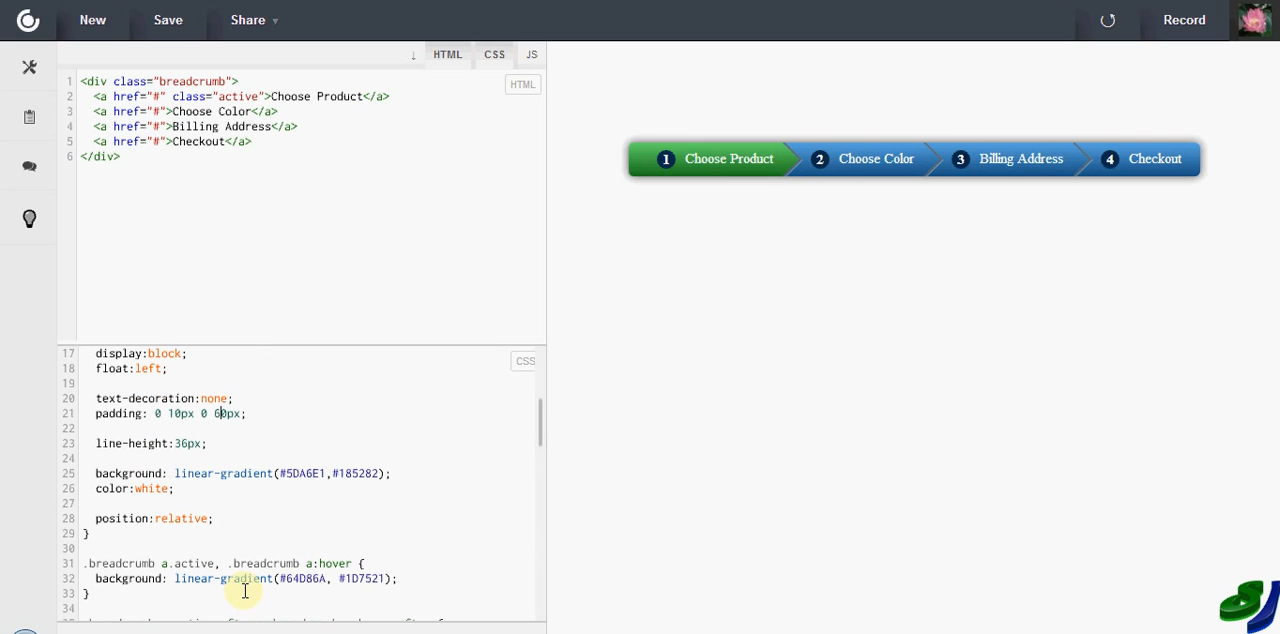 New Save Share Record
HTML CSS JS
HTML
1 <div class="breadcrumb">
2 <a href="#" class="active">Choose Product</a>
3 <a href="#">Choose Color</a>
4 <a href="#">Billing Address</a>
5 <a href="#">Checkout</a>
6 </div>
1 Choose Product 2 Choose Color 3 Billing Address 4 Checkout
CSS
17 display:block;
18 float:left;
19
20 text-decoration:none;
21 padding: 0 10px 0 60px;
22
23 line-height:36px;
24
25 background: linear-gradient(#5DA6E1,#185282);
26 color:white;
27
28 position:relative;
29 }
30
31 .breadcrumb a.active, .breadcrumb a:hover {
32 background: linear-gradient(#64D86A, #1D7521);
33 }
34